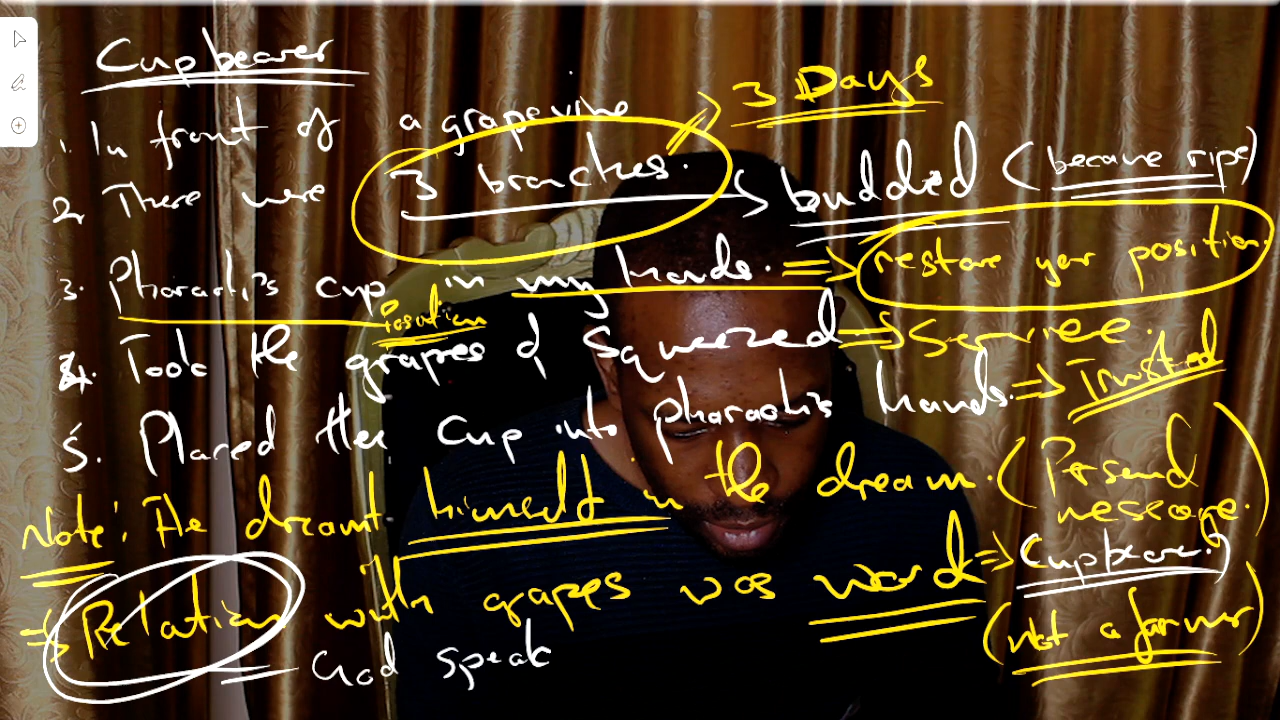 Cupbearer
1. In front of a grapevine => 3 Days
2. There were 3 branches. budded (became ripe)
3. Pharaoh's cup in my hands. => restore your position.
Position
4. Took the grapes & squeezed => Service.
5. Placed the cup into pharaoh's hands. => Trusted
Note: He dreamt himself in the dream. (Personal message.)
=> Relation with grapes was word => Cupbearer.
God speak (not a farmer)